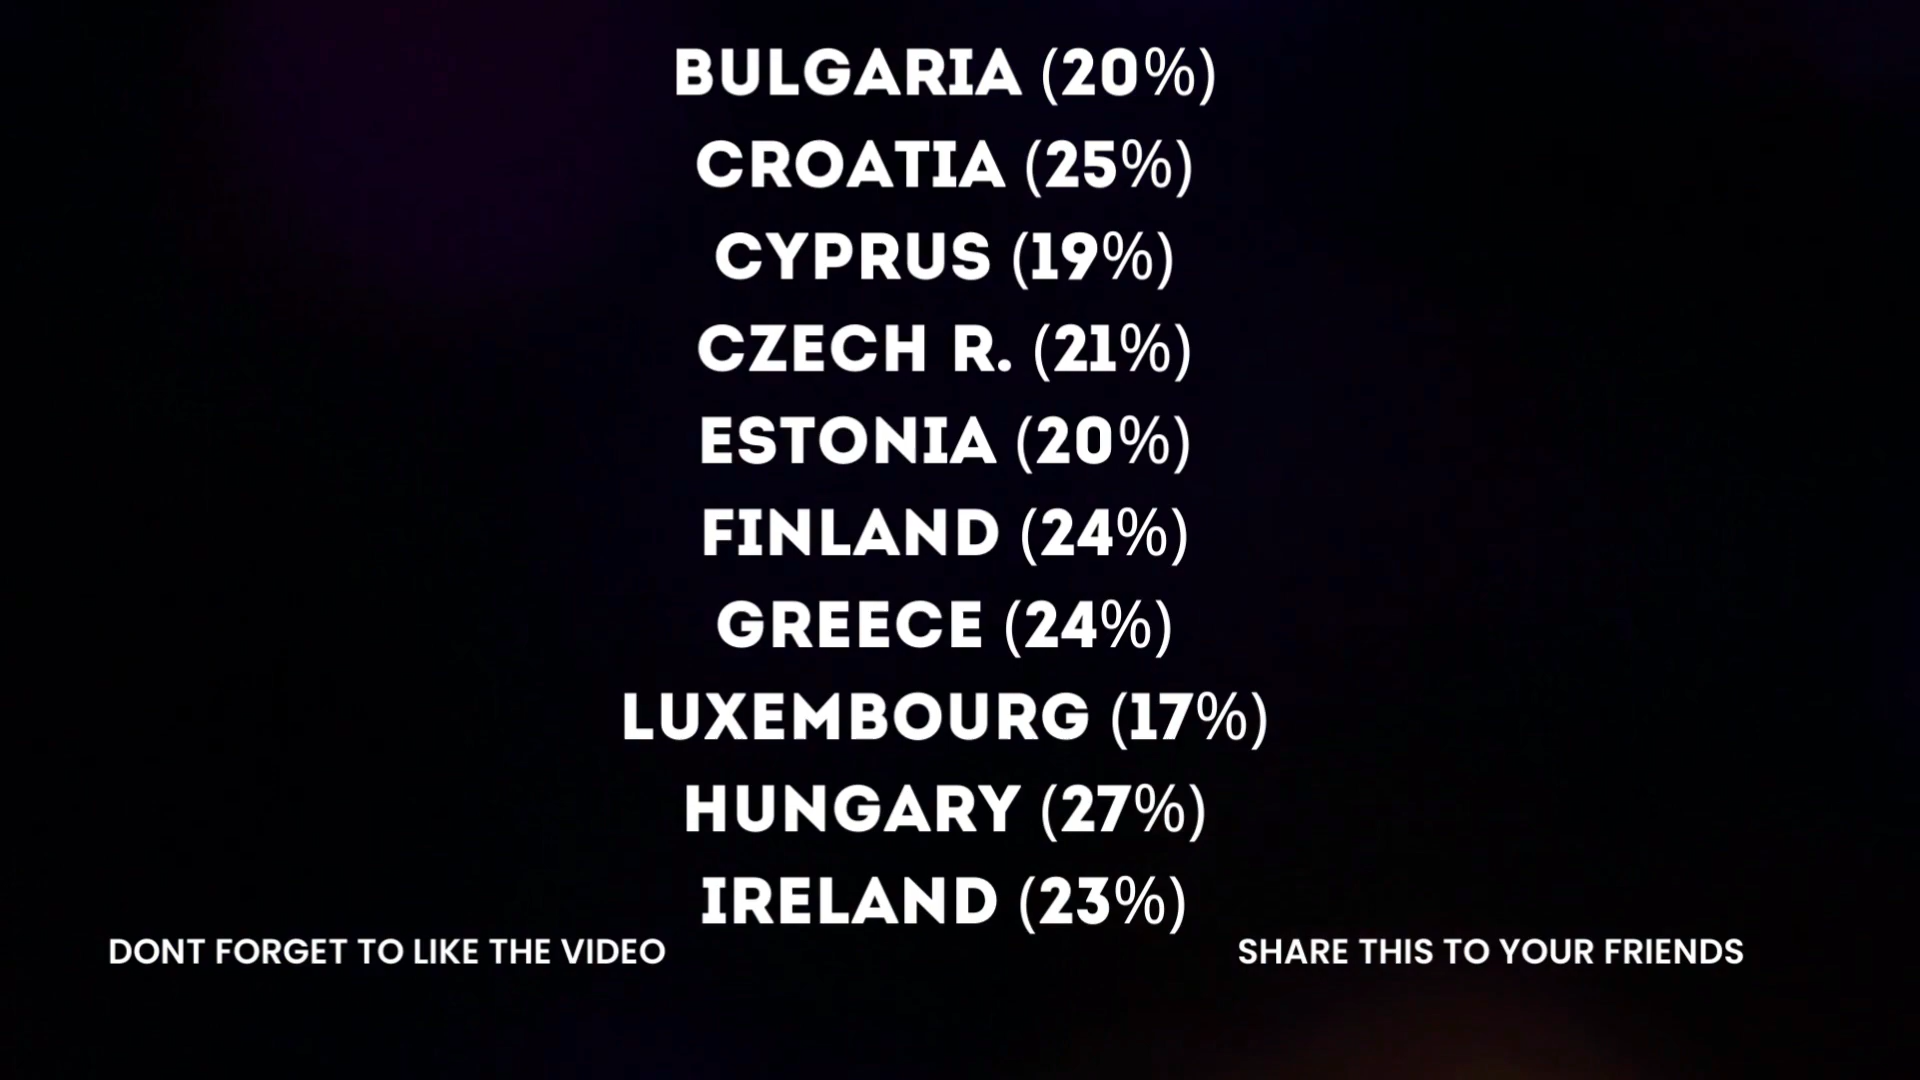 BULGARIA (20%)
CROATIA (25%)
CYPRUS (19%)
CZECH R. (21%)
ESTONIA (20%)
FINLAND (24%)
GREECE (24%)
LUXEMBOURG (17%)
HUNGARY (27%)
IRELAND (23%)
DONT FORGET TO LIKE THE VIDEO
SHARE THIS TO YOUR FRIENDS